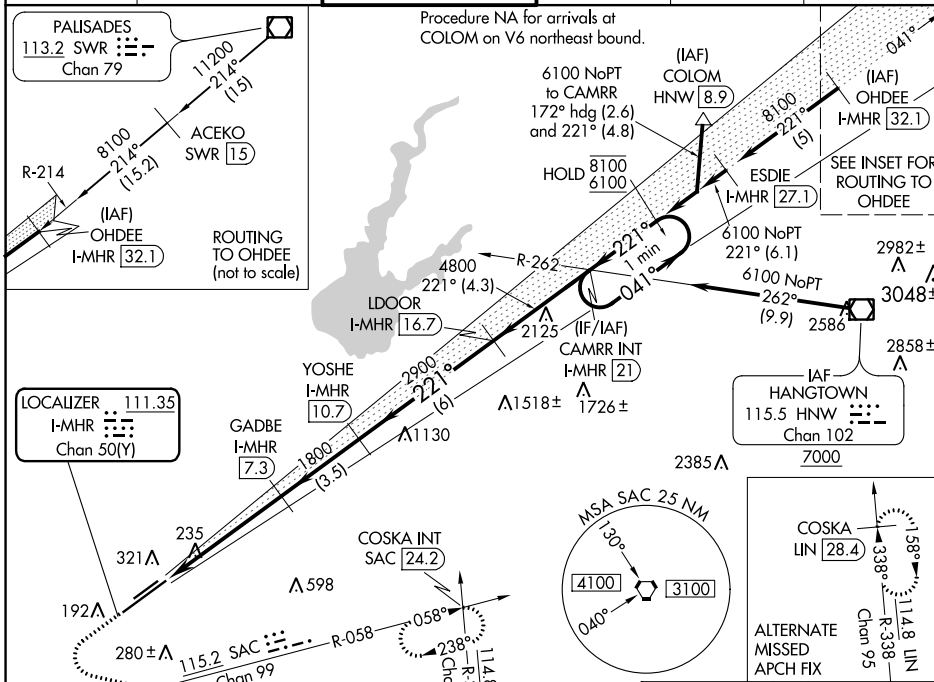 PALISADES
113.2 SWR
Chan 79
11200
214°
(15)
ACEKO
SWR 15
8100
214°
(15.2)
R-214
(IAF)
OHDEE
I-MHR 32.1
ROUTING
TO OHDEE
(not to scale)
Procedure NA for arrivals at
COLOM on V6 northeast bound.
6100 NoPT
to CAMRR
172° hdg (2.6)
and 221° (4.8)
(IAF)
COLOM
HNW 8.9
041°
(IAF)
OHDEE
I-MHR 32.1
8100
221°
(5)
SEE INSET FOR
ROUTING TO
OHDEE
HOLD 8100
6100
ESDIE
I-MHR 27.1
6100 NoPT
221° (6.1)
221°
1 min
041°
R-262
6100 NoPT
262°
(9.9)
2982±
3048±
2586
2858±
4800
221° (4.3)
LDOOR
I-MHR 16.7
2125
(IF/IAF)
CAMRR INT
I-MHR 21
1518±
1726±
IAF
HANGTOWN
115.5 HNW
Chan 102
7000
YOSHE
I-MHR
10.7
2900
221°
(6)
1130
LOCALIZER 111.35
I-MHR
Chan 50(Y)
GADBE
I-MHR
7.3
1800
(3.5)
2385
235
321
192
598
280±
COSKA INT
SAC 24.2
115.2 SAC
Chan 99
R-058
058°
238°
114.8
MSA SAC 25 NM
130°
4100
3100
040°
COSKA
LIN 28.4
158°
338°
R-338
114.8 LIN
Chan 95
ALTERNATE
MISSED
APCH FIX